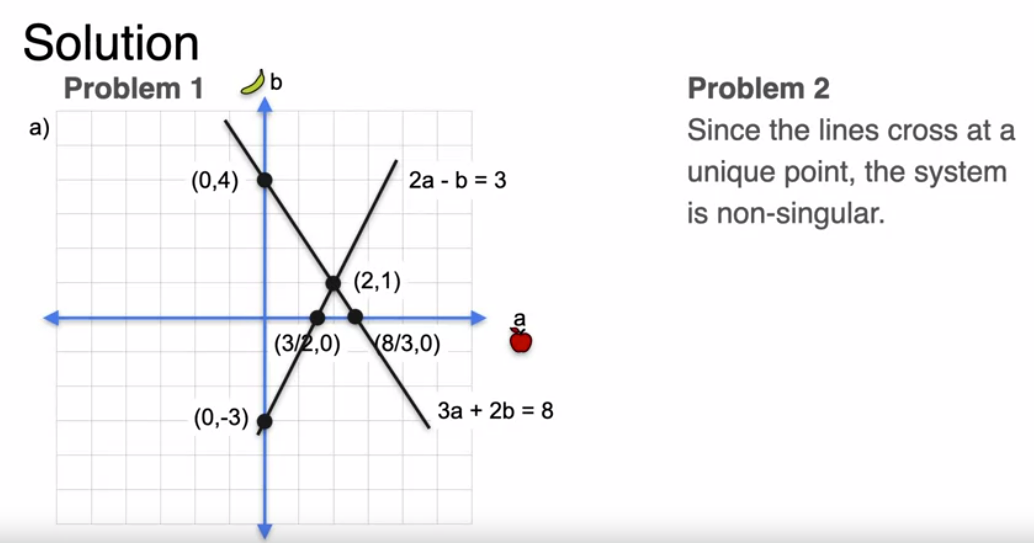 Solution
Problem 1
b
a)
(0,4)
2a - b = 3
(2,1)
a
(3/2,0)
(8/3,0)
(0,-3)
3a + 2b = 8
Problem 2
Since the lines cross at a
unique point, the system
is non-singular.